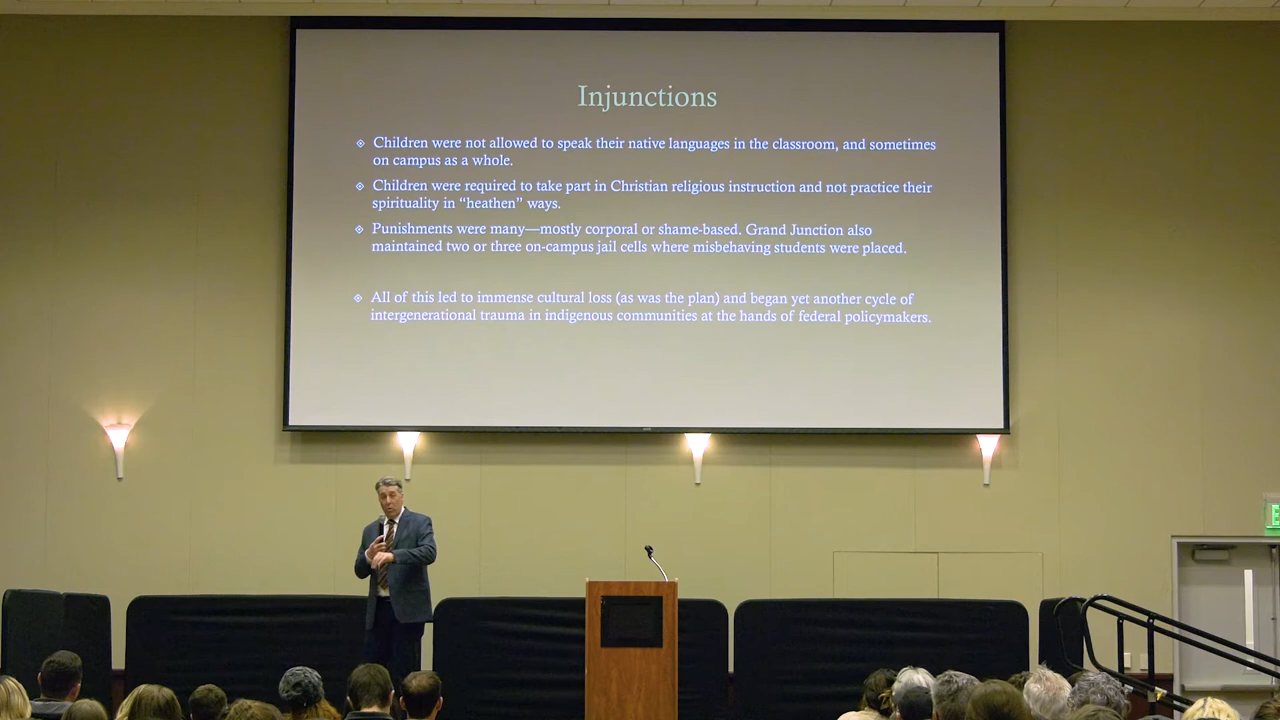 Injunctions
Children were not allowed to speak their native languages in the classroom, and sometimes
on campus as a whole.
Children were required to take part in Christian religious instruction and not practice their
spirituality in “heathen” ways.
Punishments were many—mostly corporal or shame-based. Grand Junction also
maintained two or three on-campus jail cells where misbehaving students were placed.
All of this led to immense cultural loss (as was the plan) and began yet another cycle of
intergenerational trauma in indigenous communities at the hands of federal policymakers.